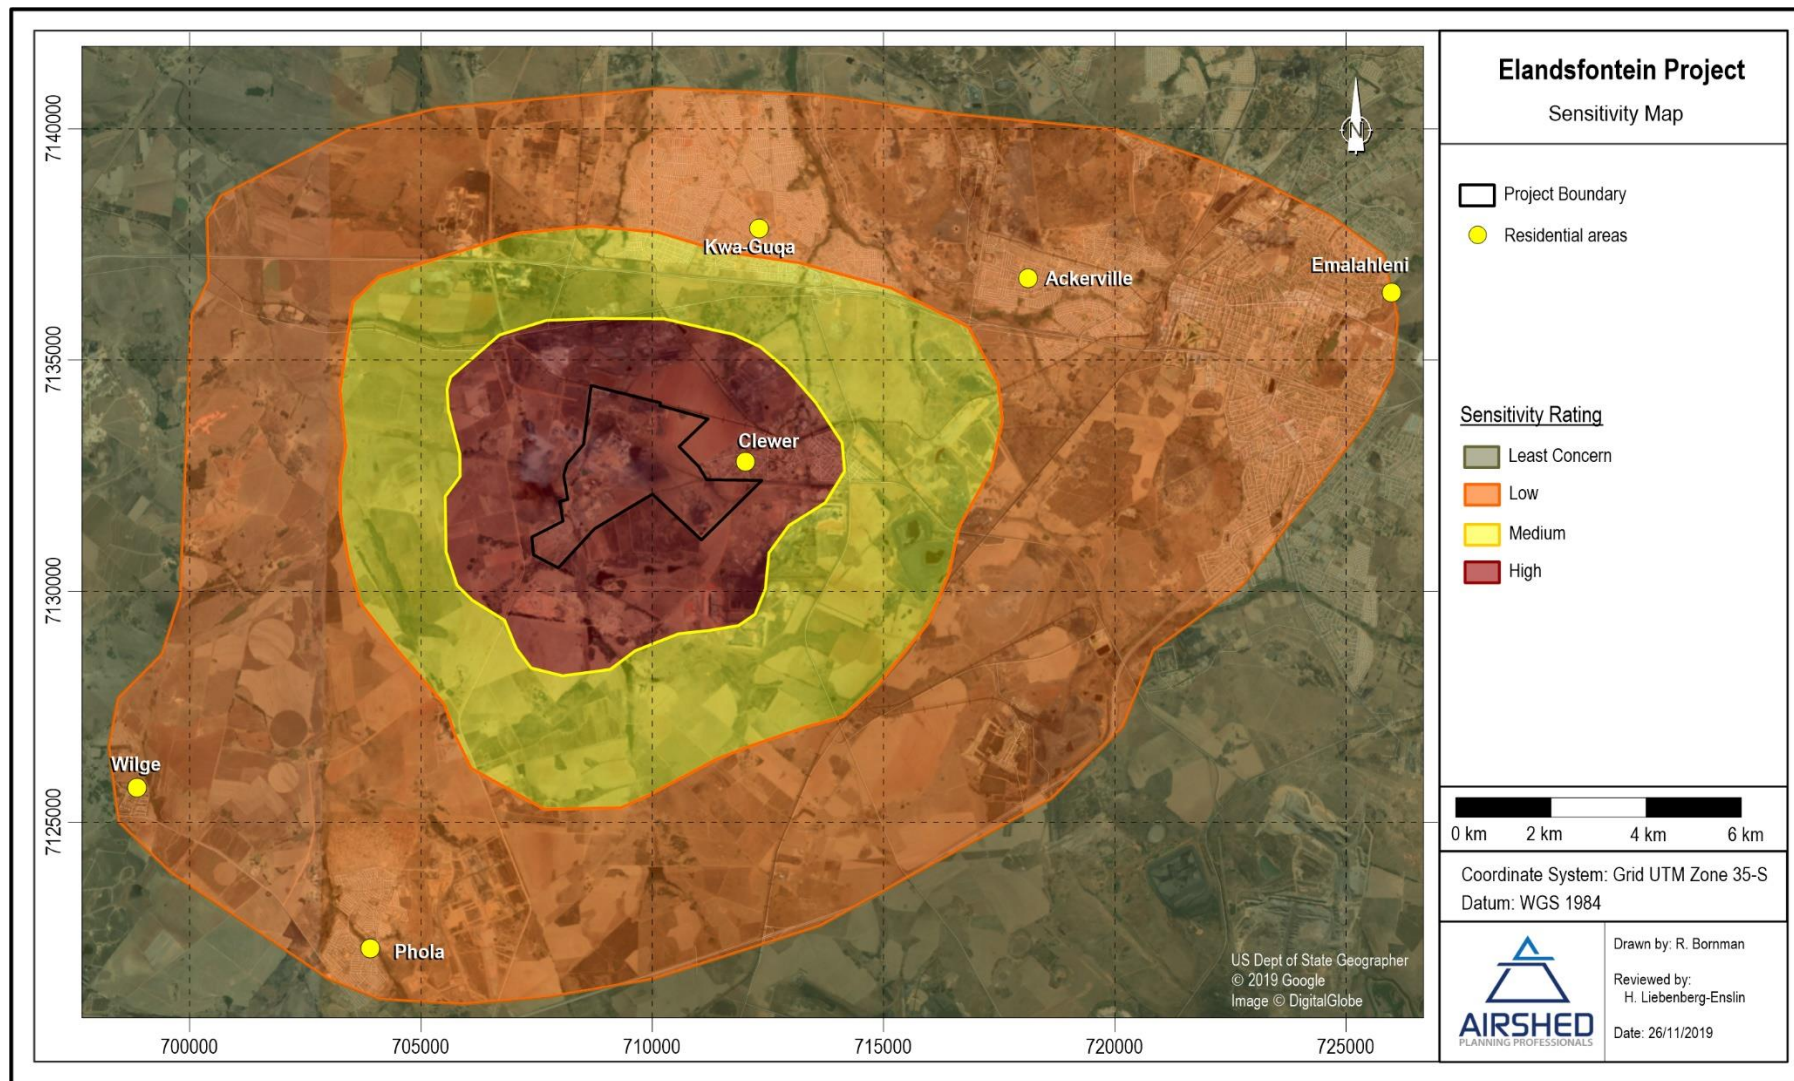 Elandsfontein Project
Sensitivity Map
N
Project Boundary
Residential areas
Sensitivity Rating
Least Concern
Low
Medium
High
0 km 2 km 4 km 6 km
Coordinate System: Grid UTM Zone 35-S
Datum: WGS 1984
AIRSHED
PLANNING PROFESSIONALS
Drawn by: R. Bornman
Reviewed by:
H. Liebenberg-Enslin
Date: 26/11/2019
Kwa-Guqa
Ackerville
Emalahleni
Clewer
Wilge
Phola
US Dept of State Geographer
© 2019 Google
Image © DigitalGlobe
7140000
7135000
7130000
7125000
700000 705000 710000 715000 720000 725000